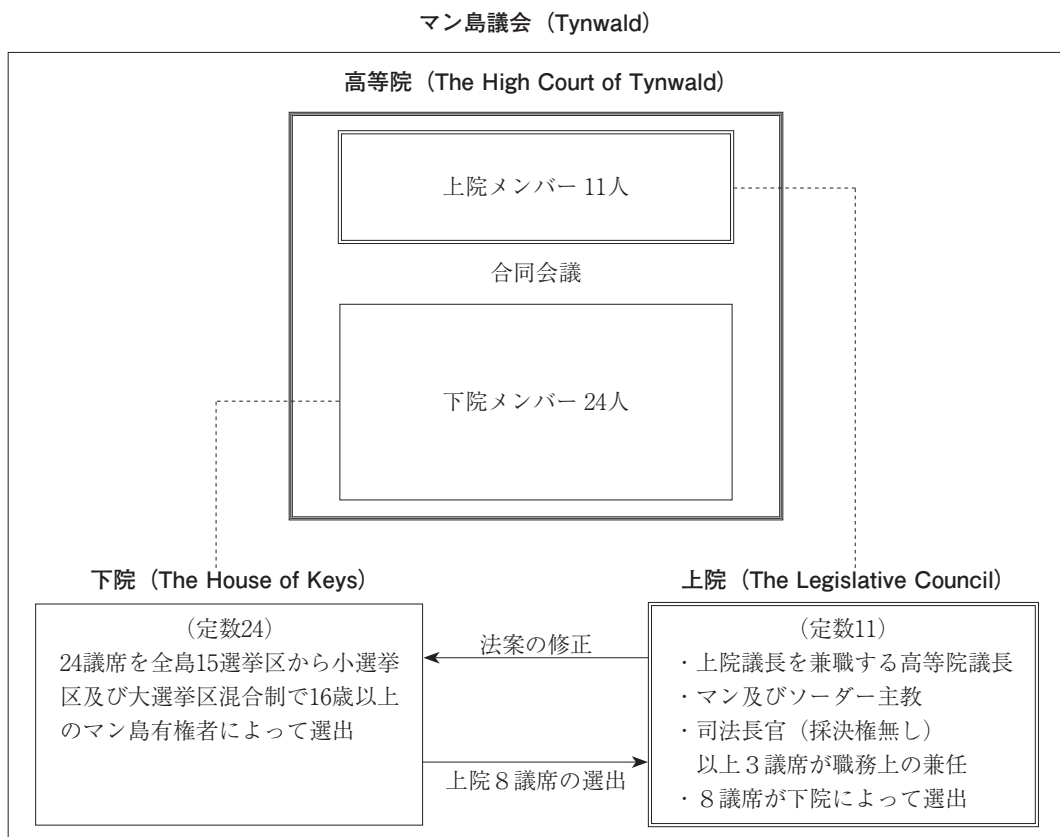 マン島議会（Tynwald）
高等院（The High Court of Tynwald）
上院メンバー 11人
合同会議
下院メンバー 24人
下院（The House of Keys）
（定数24）
24議席を全島15選挙区から小選挙
区及び大選挙区混合制で16歳以上
のマン島有権者によって選出
法案の修正
上院８議席の選出
上院（The Legislative Council）
（定数11）
・上院議長を兼職する高等院議長
・マン及びソーダー主教
・司法長官（採決権無し）
以上３議席が職務上の兼任
・８議席が下院によって選出